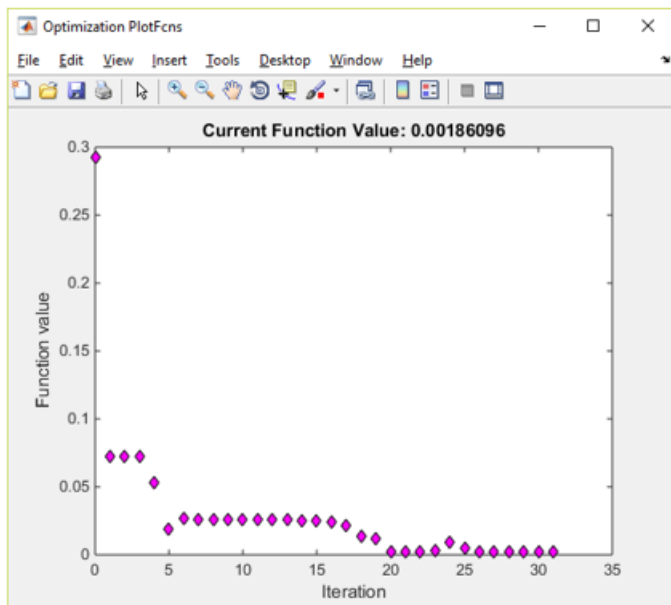 Optimization PlotFcns
File Edit View Insert Tools Desktop Window Help
Current Function Value: 0.00186096
0.3
0.25
0.2
0.15
0.1
0.05
0
Function value
0 5 10 15 20 25 30 35
Iteration